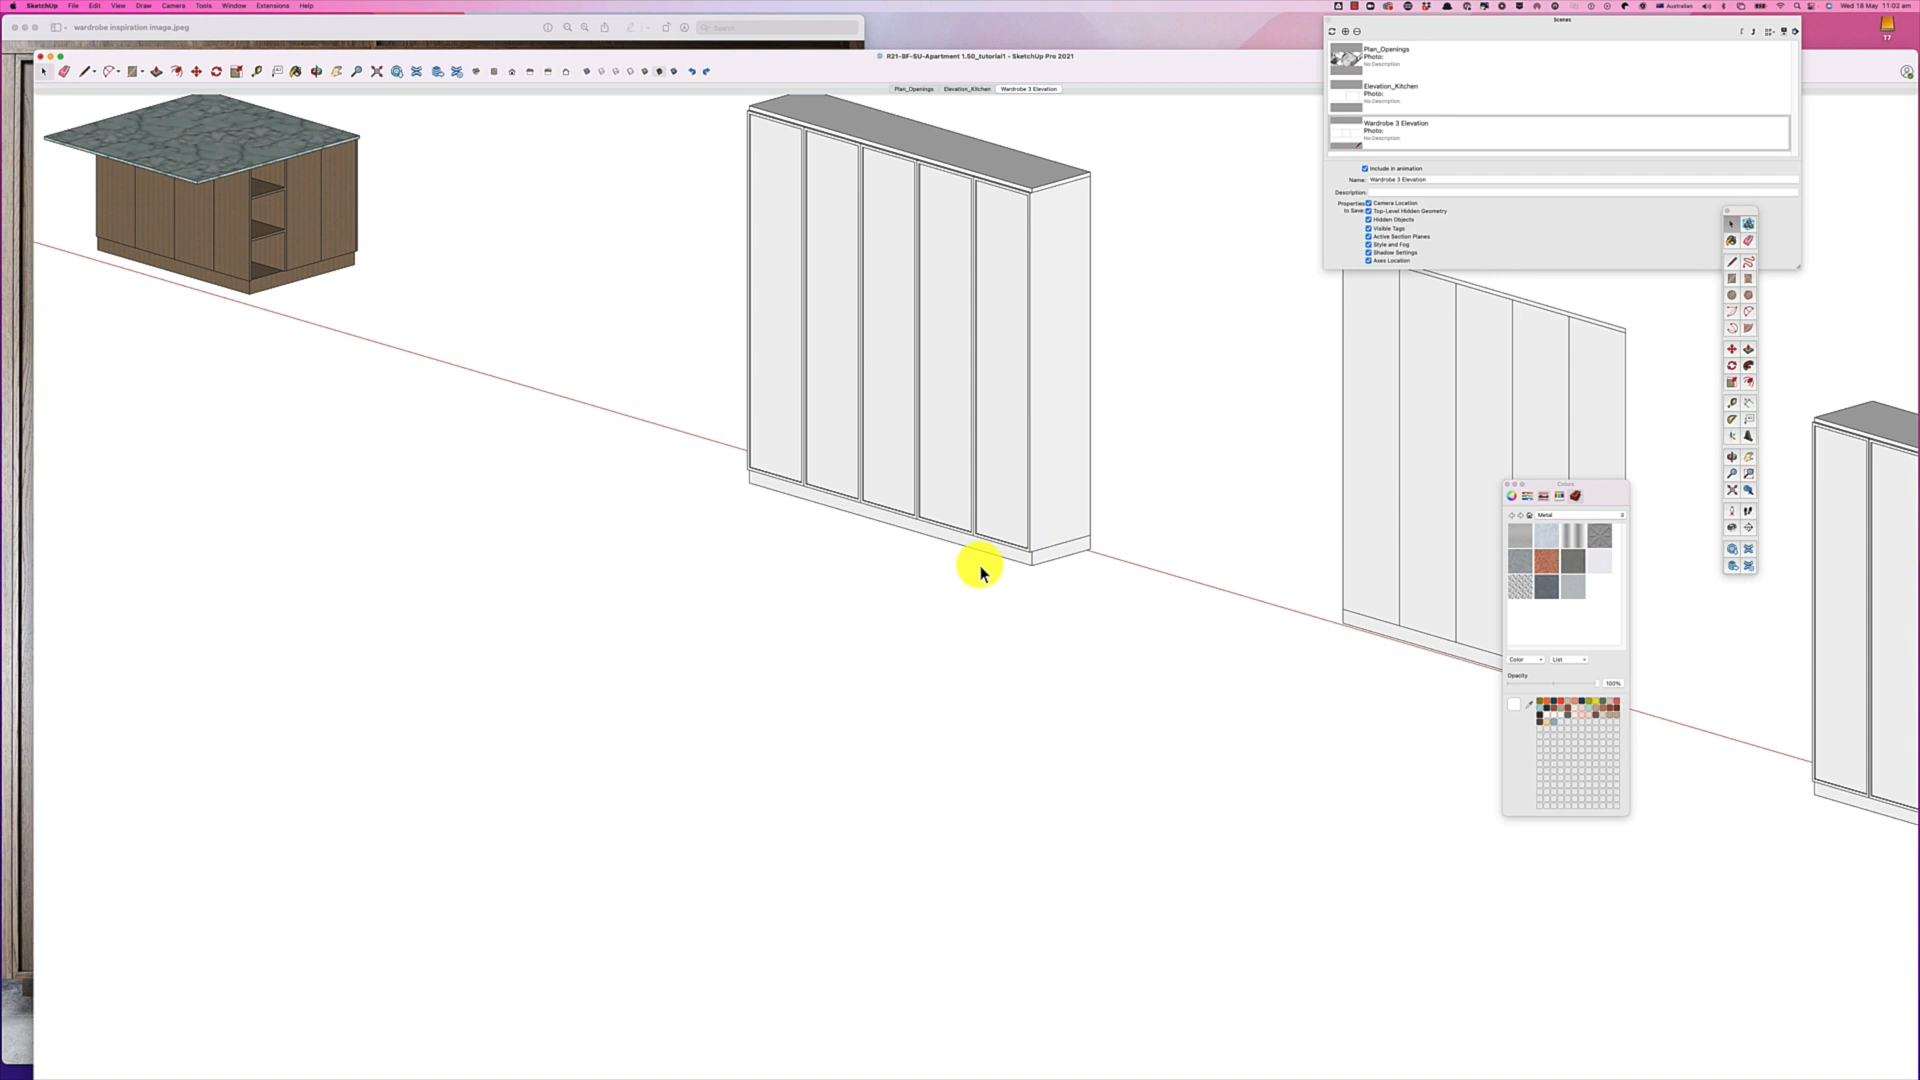 SketchUp File Edit View Draw Camera Tools Window Extensions Help
Australian Wed 18 May 11:02 am
wardrobe inspiration image.jpeg
Search
T7
R21-BF-SU-Apartment 1.50_tutorial1 - SketchUp Pro 2021
Plan_Openings Elevation_Kitchen Wardrobe 3 Elevation
Scenes
Plan_Openings
Photo:
No Description
Elevation_Kitchen
Photo:
No Description
Wardrobe 3 Elevation
Photo:
No Description
Include in animation
Name: Wardrobe 3 Elevation
Description:
Properties Camera Location
to Save: Top-Level Hidden Geometry
Hidden Objects
Visible Tags
Active Section Planes
Style and Fog
Shadow Settings
Axes Location
Colors
Metal
Color List
Opacity
100%